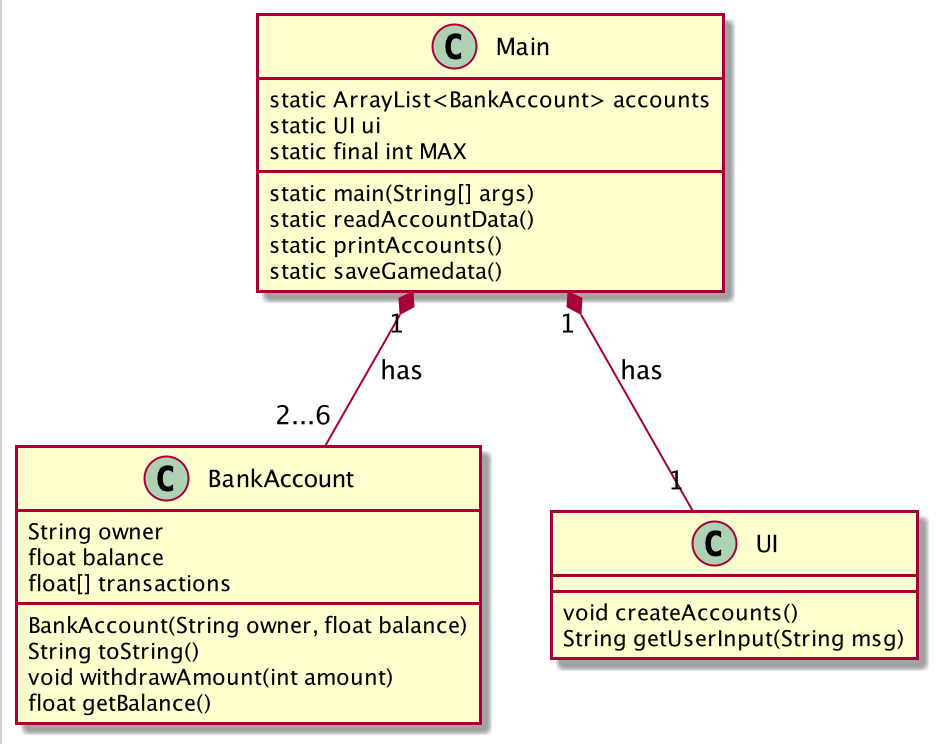 C Main
static ArrayList<BankAccount> accounts
static UI ui
static final int MAX
static main(String[] args)
static readAccountData()
static printAccounts()
static saveGamedata()
1
1
has
has
2...6
1
C BankAccount
String owner
float balance
float[] transactions
BankAccount(String owner, float balance)
String toString()
void withdrawAmount(int amount)
float getBalance()
C UI
void createAccounts()
String getUserInput(String msg)